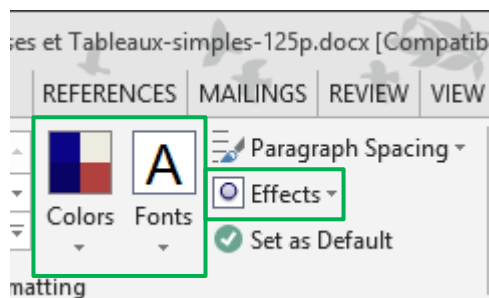 ses et Tableaux-simples-125p.docx [Compatib
REFERENCES MAILINGS REVIEW VIEW
A
Colors Fonts
Paragraph Spacing
Effects
Set as Default
matting